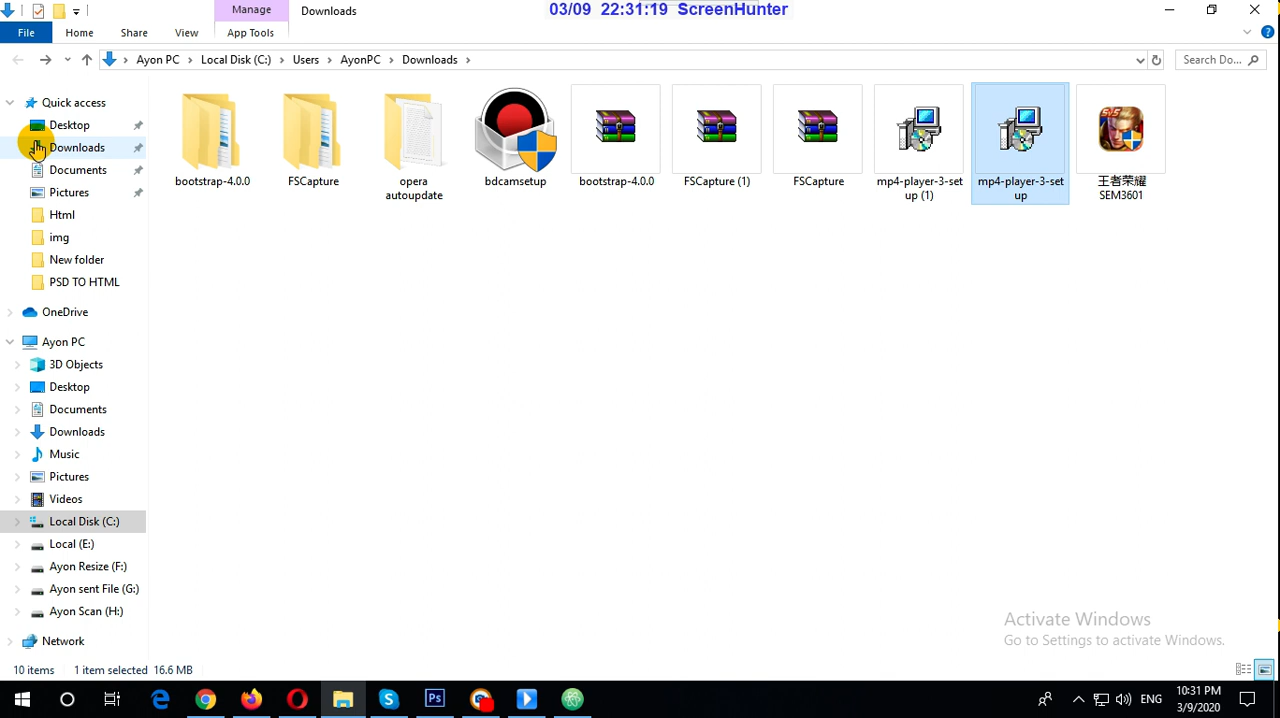 Manage
Downloads
03/09 22:31:19 ScreenHunter
File
Home
Share
View
App Tools
Ayon PC
Local Disk (C:)
Users
AyonPC
Downloads
Search Do...
Quick access
Desktop
Downloads
Documents
Pictures
Html
img
New folder
PSD TO HTML
OneDrive
Ayon PC
3D Objects
Desktop
Documents
Downloads
Music
Pictures
Videos
Local Disk (C:)
Local (E:)
Ayon Resize (F:)
Ayon sent File (G:)
Ayon Scan (H:)
Network
bootstrap-4.0.0
FSCapture
opera
autoupdate
bdcamsetup
bootstrap-4.0.0
FSCapture (1)
FSCapture
mp4-player-3-set
up (1)
mp4-player-3-set
up
王者荣耀
SEM3601
Activate Windows
Go to Settings to activate Windows.
10 items
1 item selected 16.6 MB
Ps
ENG
10:31 PM
3/9/2020